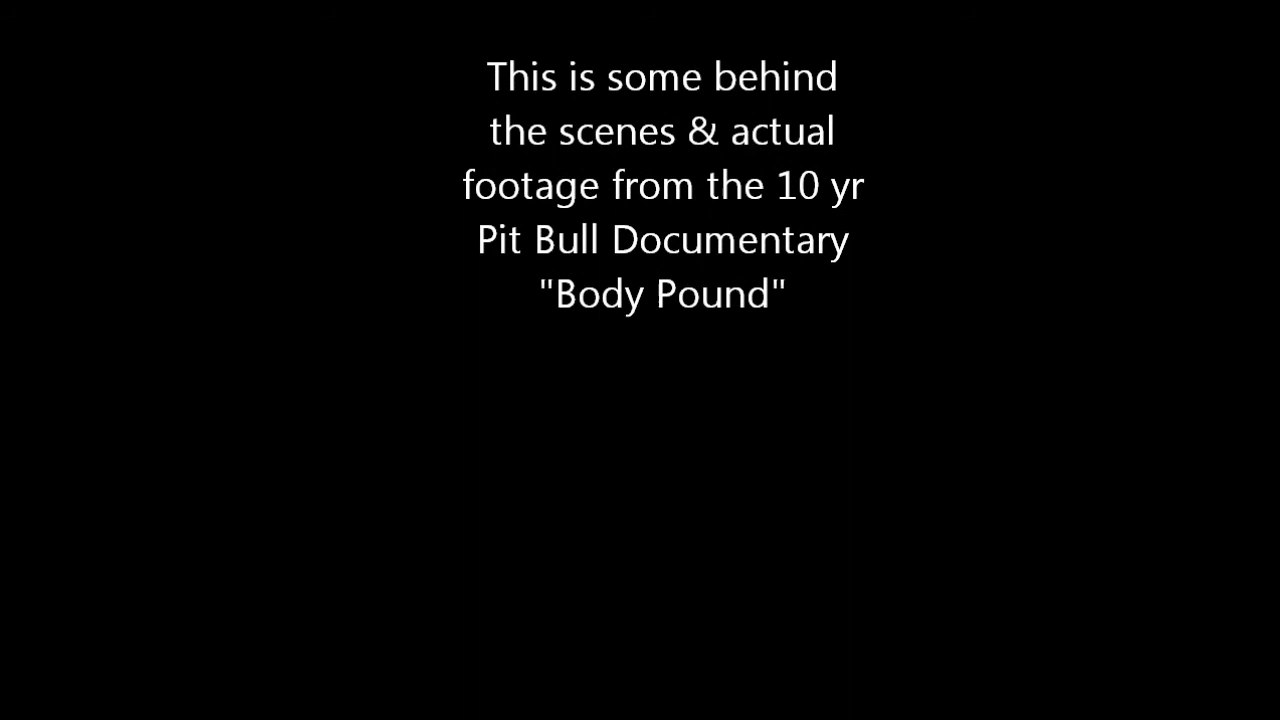 This is some behind
the scenes & actual
footage from the 10 yr
Pit Bull Documentary
"Body Pound"